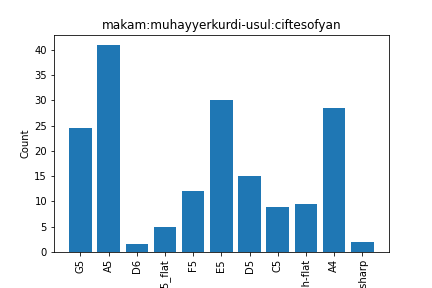 makam:muhayyerkurdi-usul:ciftesofyan
Count
40
35
30
25
20
15
10
5
0
G5
A5
D6
5_flat
F5
E5
D5
C5
h-flat
A4
sharp